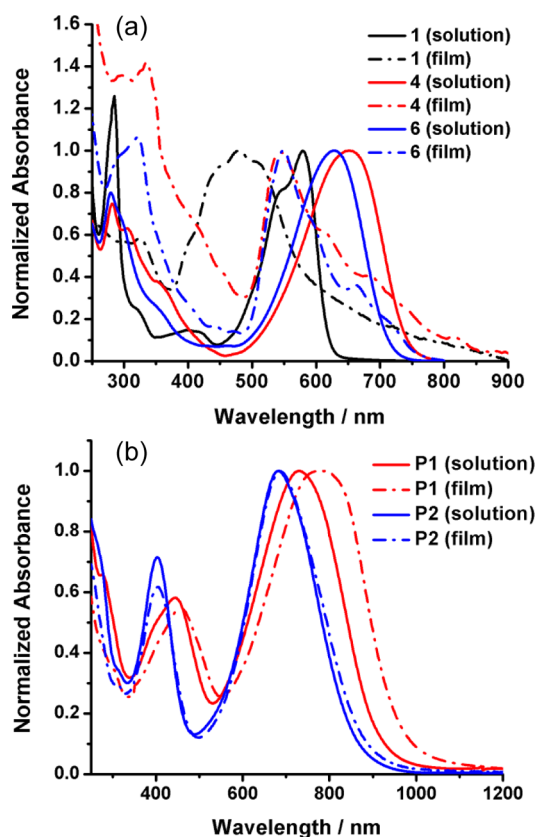 (a)
1 (solution)
1 (film)
4 (solution)
4 (film)
6 (solution)
6 (film)
1.6
1.4
1.2
1.0
0.8
0.6
0.4
0.2
0.0
Normalized Absorbance
300 400 500 600 700 800 900
Wavelength / nm
(b)
P1 (solution)
P1 (film)
P2 (solution)
P2 (film)
1.0
0.8
0.6
0.4
0.2
0.0
Normalized Absorbance
400 600 800 1000 1200
Wavelength / nm